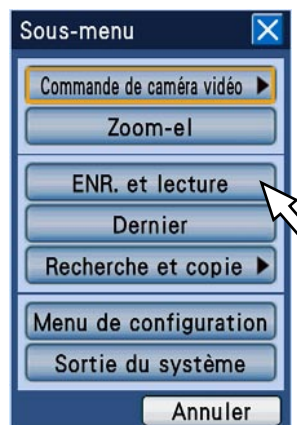 Sous-menu
Commande de caméra vidéo
Zoom-el
ENR. et lecture
Dernier
Recherche et copie
Menu de configuration
Sortie du système
Annuler